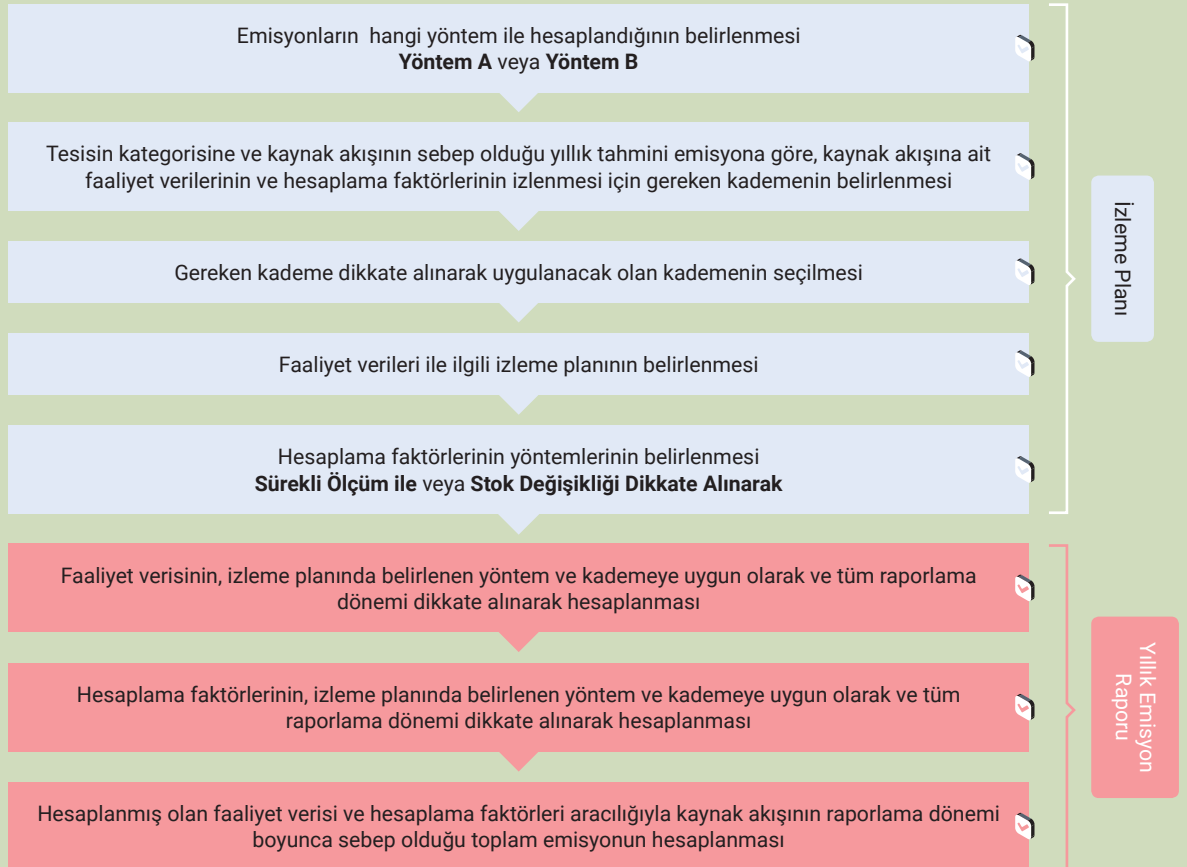 Emisyonların hangi yöntem ile hesaplandığının belirlenmesi
Yöntem A veya Yöntem B
Tesisin kategorisine ve kaynak akışının sebep olduğu yıllık tahmini emisyona göre, kaynak akışına ait
faaliyet verilerinin ve hesaplama faktörlerinin izlenmesi için gereken kademenin belirlenmesi
Gereken kademe dikkate alınarak uygulanacak olan kademenin seçilmesi
Faaliyet verileri ile ilgili izleme planının belirlenmesi
Hesaplama faktörlerinin yöntemlerinin belirlenmesi
Sürekli Ölçüm ile veya Stok Değişikliği Dikkate Alınarak
İzleme Planı
Faaliyet verisinin, izleme planında belirlenen yöntem ve kademeye uygun olarak ve tüm raporlama
dönemi dikkate alınarak hesaplanması
Hesaplama faktörlerinin, izleme planında belirlenen yöntem ve kademeye uygun olarak ve tüm
raporlama dönemi dikkate alınarak hesaplanması
Hesaplanmış olan faaliyet verisi ve hesaplama faktörleri aracılığıyla kaynak akışının raporlama dönemi
boyunca sebep olduğu toplam emisyonun hesaplanması
Yıllık Emisyon
Raporu